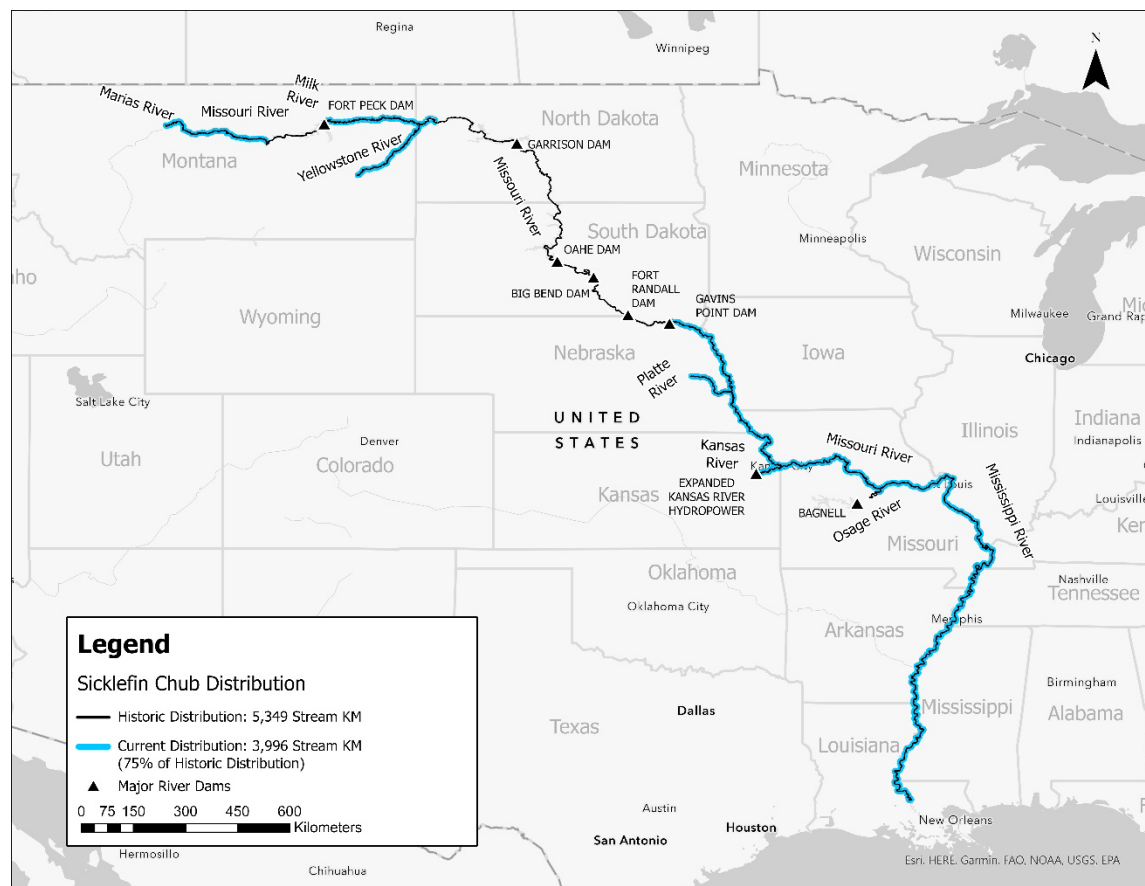 Regina
Winnipeg
N
Milk
River
Marias River
Missouri River
FORT PECK DAM
North Dakota
Montana
Yellowstone River
GARRISON DAM
Minnesota
Missouri River
South Dakota
Minneapolis
Wisconsin
OAHE DAM
BIG BEND DAM
FORT
RANDALL
DAM
GAVINS
POINT DAM
Wyoming
Milwaukee
Grand Rap
Mic
aho
Nebraska
Iowa
Chicago
Platte
River
Salt Lake City
UNITED
STATES
Illinois
Indiana
Indianapolis
Denver
Utah
Colorado
Kansas
River
Missouri River
Mississippi River
EXPANDED
KANSAS RIVER
HYDROPOWER
Kansas
BAGNELL
Osage River
Missouri
Louisville
Ken
Oklahoma
Oklahoma City
Nashville
Tennessee
Arkansas
Memphis
Birmingham
Mississippi
Alabama
Texas
Dallas
Louisiana
Austin
Houston
San Antonio
New Orleans
Hermosillo
Chihuahua
Legend
Sicklefin Chub Distribution
Historic Distribution: 5,349 Stream KM
Current Distribution: 3,996 Stream KM
(75% of Historic Distribution)
Major River Dams
0 75 150 300 450 600
Kilometers
Esri, HERE, Garmin, FAO, NOAA, USGS, EPA